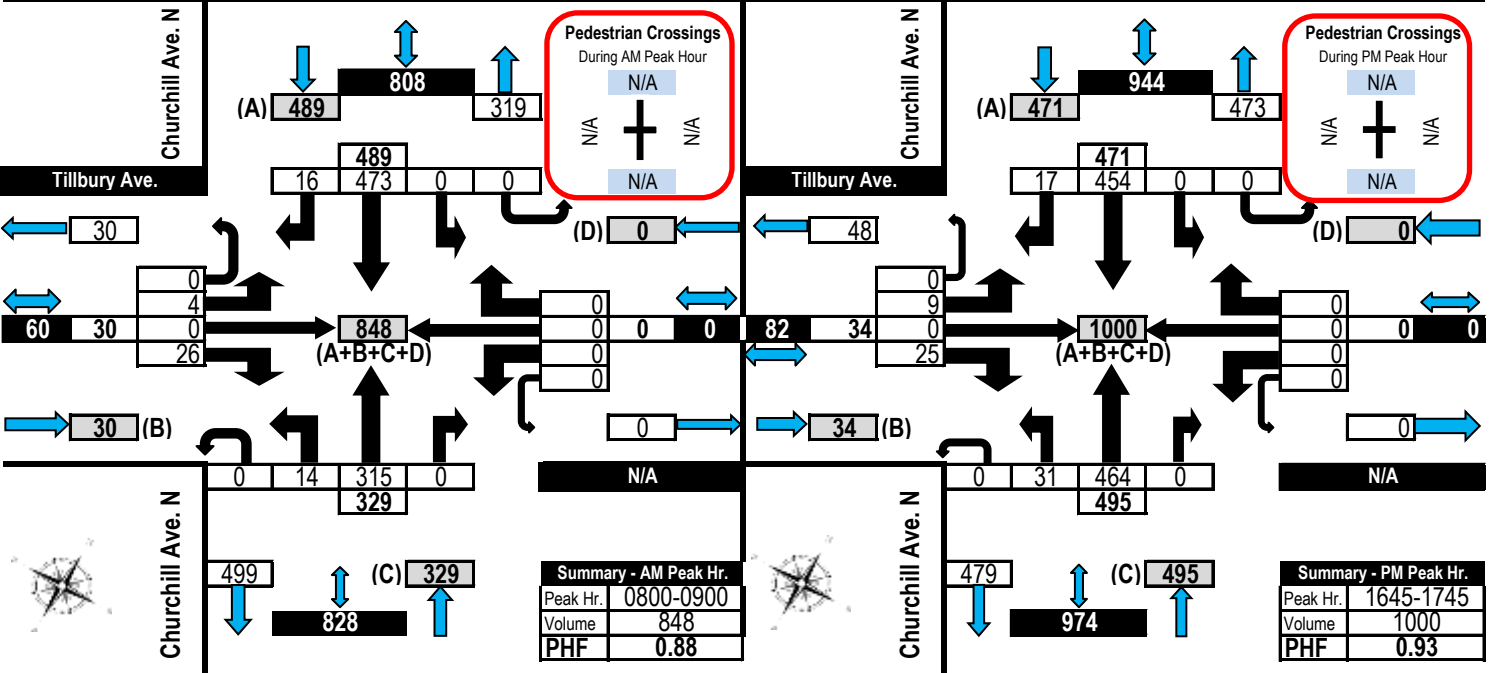 Churchill Ave. N
808
(A) 489
319
Pedestrian Crossings
During AM Peak Hour
N/A
N/A
N/A
N/A
489
Tillbury Ave.
16 473 0 0
30
(D) 0
0
4
0
26
60 30
848
(A+B+C+D)
0
0
0
0
0 0
30 (B)
0
0 14 315 0
329
N/A
Churchill Ave. N
499
(C) 329
828
Summary - AM Peak Hr.
Peak Hr. 0800-0900
Volume 848
PHF 0.88
Churchill Ave. N
944
(A) 471
473
Pedestrian Crossings
During PM Peak Hour
N/A
N/A
N/A
N/A
471
Tillbury Ave.
17 454 0 0
48
(D) 0
0
9
0
25
82 34
1000
(A+B+C+D)
0
0
0
0
0 0
34 (B)
0
0 31 464 0
495
N/A
Churchill Ave. N
479
(C) 495
974
Summary - PM Peak Hr.
Peak Hr. 1645-1745
Volume 1000
PHF 0.93